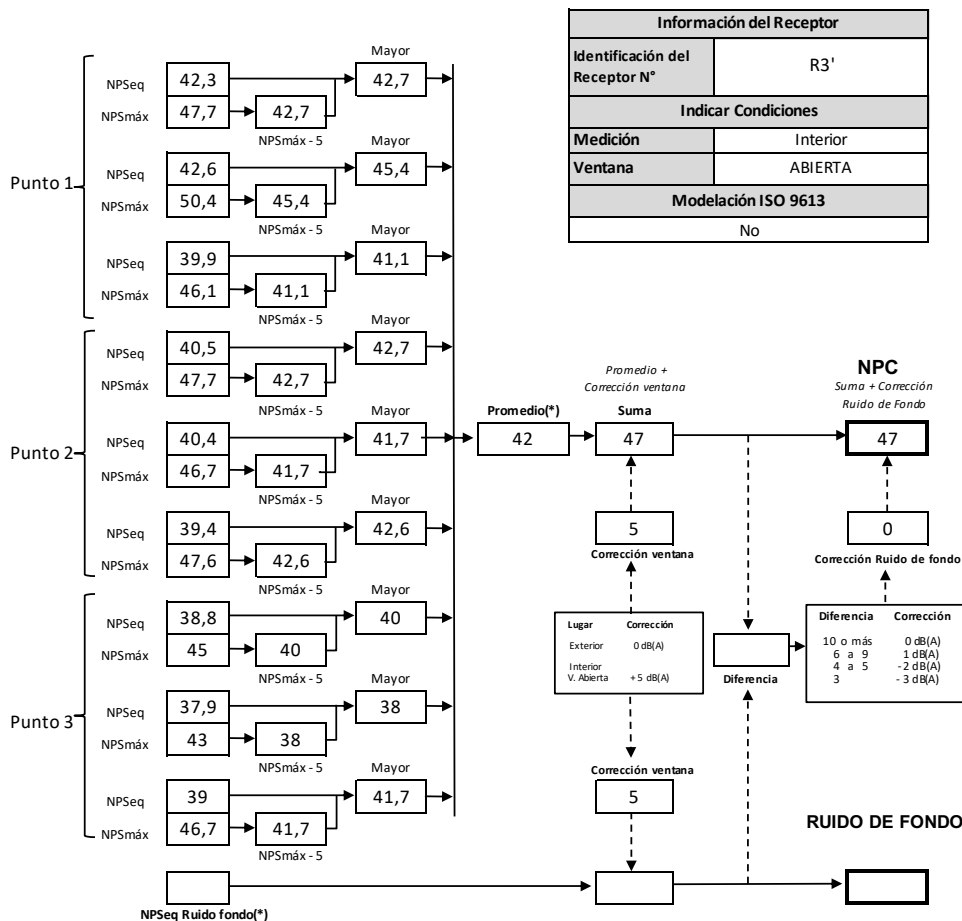 Información del Receptor
Identificación del Receptor N°
R3'
Indicar Condiciones
Medición
Interior
Ventana
ABIERTA
Modelación ISO 9613
No
Punto 1
Mayor
NPSeq
42,3
42,7
NPSmáx
47,7
42,7
NPSmáx - 5
Mayor
NPSeq
42,6
45,4
NPSmáx
50,4
45,4
NPSmáx - 5
Mayor
NPSeq
39,9
41,1
NPSmáx
46,1
41,1
NPSmáx - 5
Punto 2
Mayor
NPSeq
40,5
42,7
NPSmáx
47,7
42,7
NPSmáx - 5
Mayor
NPSeq
40,4
41,7
NPSmáx
46,7
41,7
NPSmáx - 5
Mayor
NPSeq
39,4
42,6
NPSmáx
47,6
42,6
NPSmáx - 5
Punto 3
Mayor
NPSeq
38,8
40
NPSmáx
45
40
NPSmáx - 5
Mayor
NPSeq
37,9
38
NPSmáx
43
38
NPSmáx - 5
Mayor
NPSeq
39
41,7
NPSmáx
46,7
41,7
NPSmáx - 5
NPSeq Ruido fondo(*)
Promedio(*)
42
Promedio +
Corrección ventana
Suma
47
5
Corrección ventana
Lugar Corrección
Exterior 0 dB(A)
Interior
V. Abierta + 5 dB(A)
Corrección ventana
5
Diferencia
NPC
Suma + Corrección
Ruido de Fondo
47
0
Corrección Ruido de fondo
Diferencia Corrección
10 o más 0 dB(A)
6 a 9 1 dB(A)
4 a 5 - 2 dB(A)
3 - 3 dB(A)
RUIDO DE FONDO